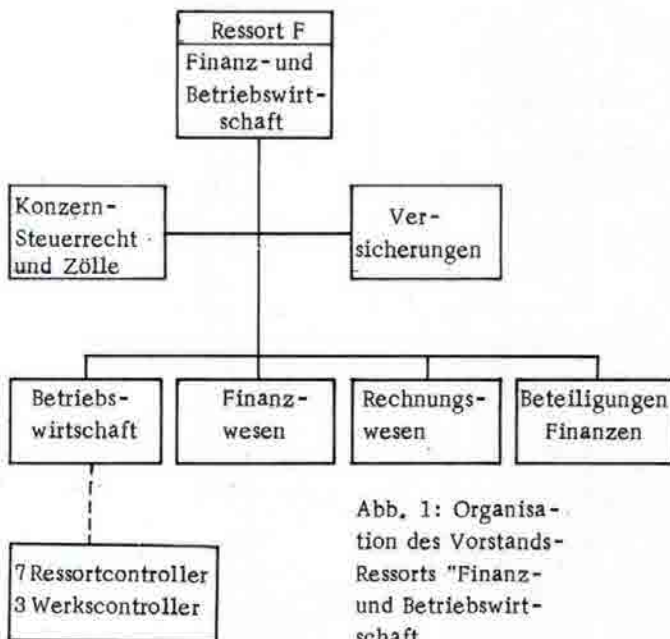 Ressort F
Finanz- und
Betriebswirt-
schaft
Konzern-
Steuerrecht
und Zölle
Ver-
sicherungen
Betriebs-
wirtschaft
Finanz-
wesen
Rechnungs-
wesen
Beteiligungen
Finanzen
7 Ressortcontroller
3 Werkscontroller
Abb. 1: Organisa-
tion des Vorstands-
Ressorts "Finanz-
und Betriebswirt-
schaft